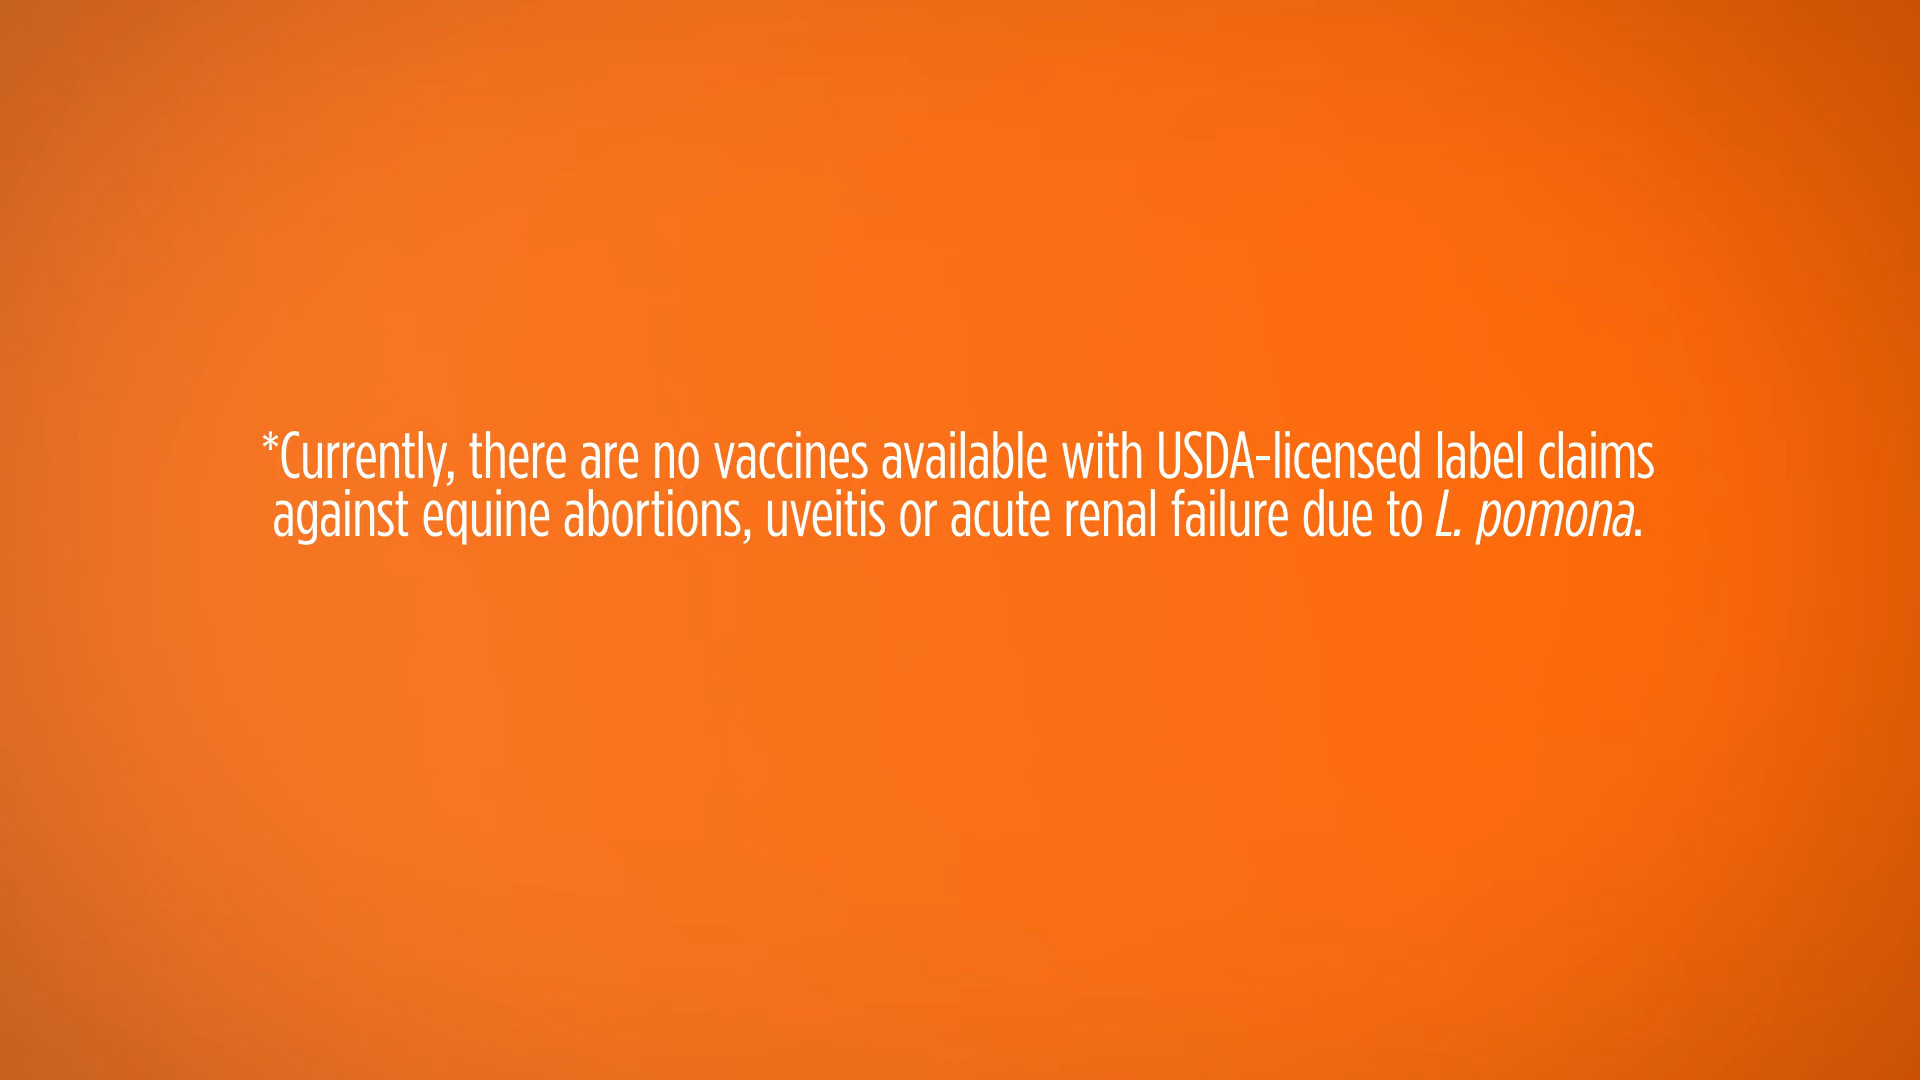 *Currently, there are no vaccines available with USDA-licensed label claims
against equine abortions, uveitis or acute renal failure due to L. pomona.